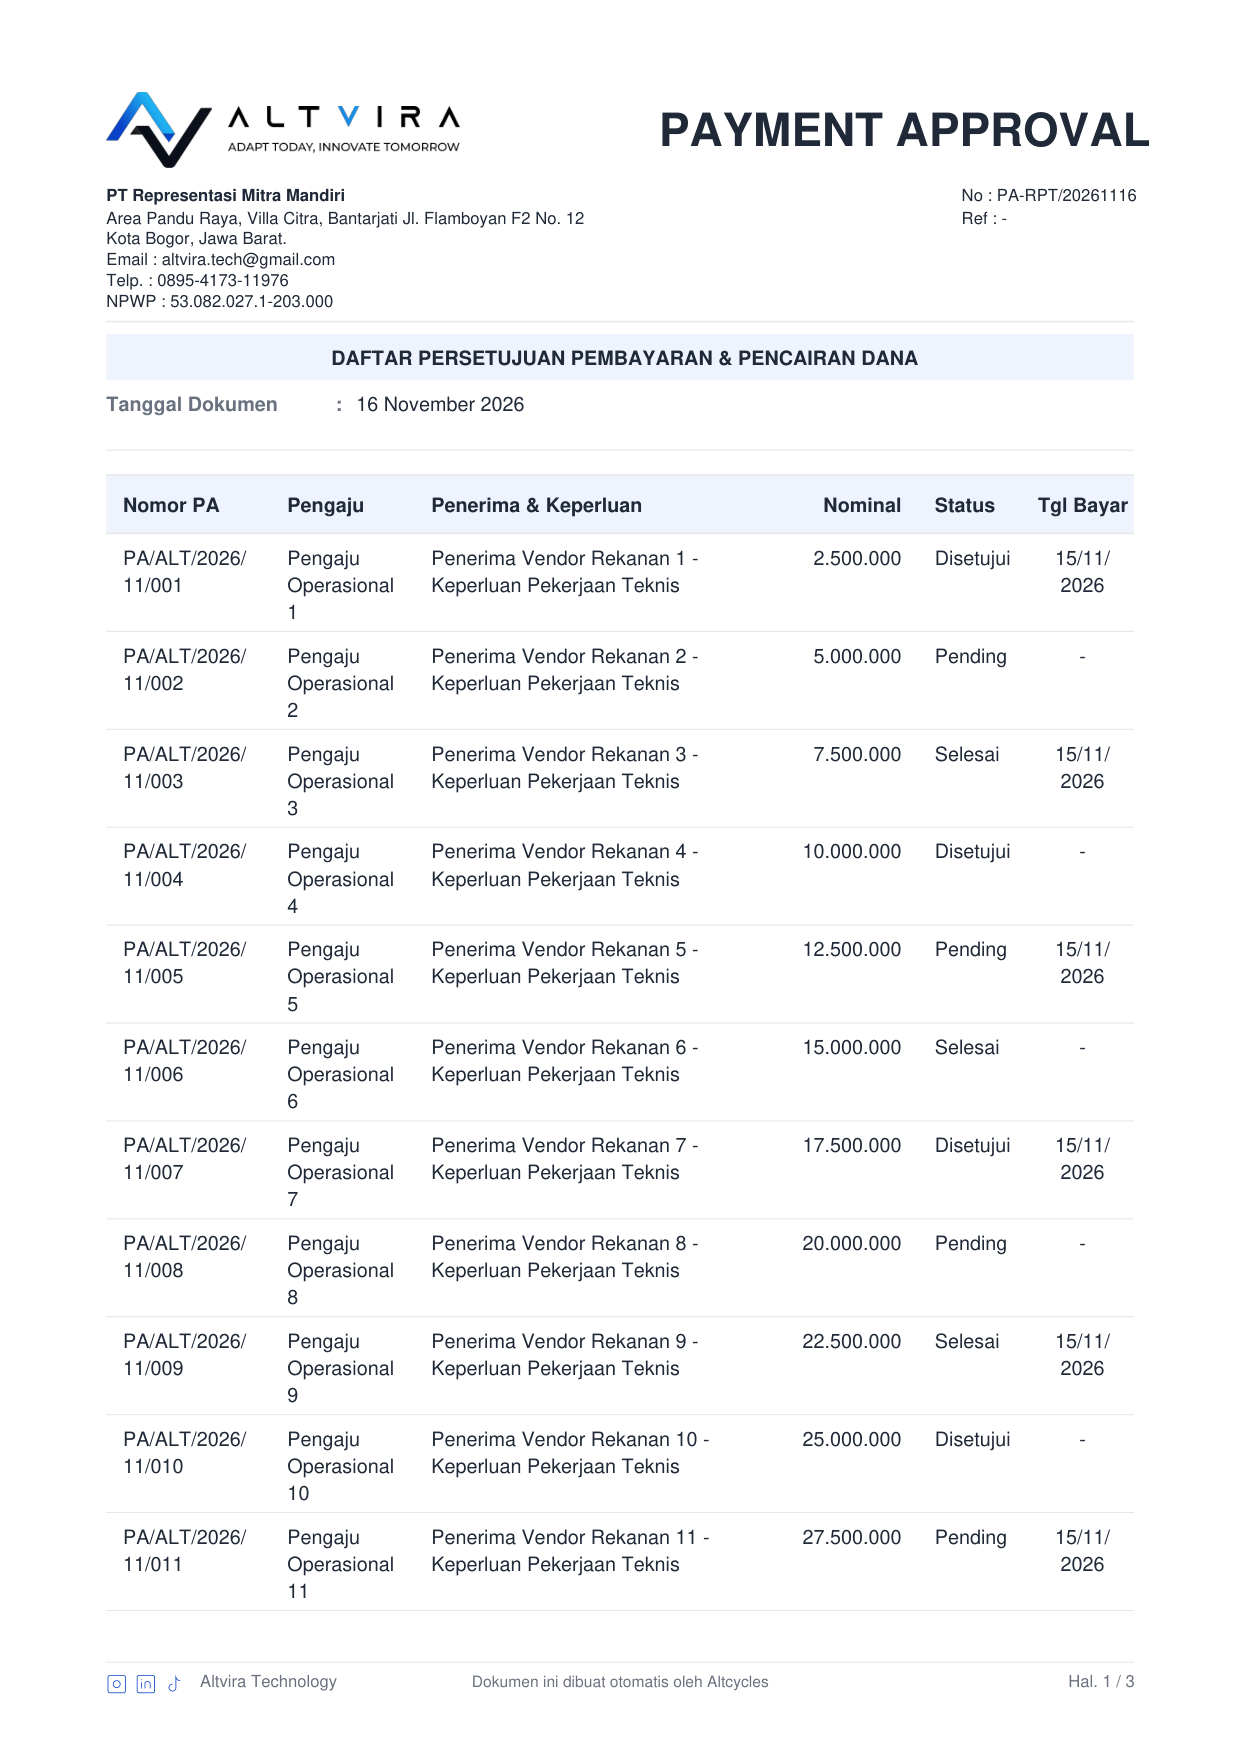 ALTVIRA
ADAPT TODAY, INNOVATE TOMORROW
PAYMENT APPROVAL
PT Representasi Mitra Mandiri
Area Pandu Raya, Villa Citra, Bantarjati Jl. Flamboyan F2 No. 12
Kota Bogor, Jawa Barat.
Email : altvira.tech@gmail.com
Telp. : 0895-4173-11976
NPWP : 53.082.027.1-203.000
No : PA-RPT/20261116
Ref : -
DAFTAR PERSETUJUAN PEMBAYARAN & PENCAIRAN DANA
Tanggal Dokumen : 16 November 2026
Nomor PA Pengaju Penerima & Keperluan Nominal Status Tgl Bayar
PA/ALT/2026/ Pengaju Penerima Vendor Rekanan 1 - 2.500.000 Disetujui 15/11/
11/001 Operasional Keperluan Pekerjaan Teknis 2026
1
PA/ALT/2026/ Pengaju Penerima Vendor Rekanan 2 - 5.000.000 Pending -
11/002 Operasional Keperluan Pekerjaan Teknis
2
PA/ALT/2026/ Pengaju Penerima Vendor Rekanan 3 - 7.500.000 Selesai 15/11/
11/003 Operasional Keperluan Pekerjaan Teknis 2026
3
PA/ALT/2026/ Pengaju Penerima Vendor Rekanan 4 - 10.000.000 Disetujui -
11/004 Operasional Keperluan Pekerjaan Teknis
4
PA/ALT/2026/ Pengaju Penerima Vendor Rekanan 5 - 12.500.000 Pending 15/11/
11/005 Operasional Keperluan Pekerjaan Teknis 2026
5
PA/ALT/2026/ Pengaju Penerima Vendor Rekanan 6 - 15.000.000 Selesai -
11/006 Operasional Keperluan Pekerjaan Teknis
6
PA/ALT/2026/ Pengaju Penerima Vendor Rekanan 7 - 17.500.000 Disetujui 15/11/
11/007 Operasional Keperluan Pekerjaan Teknis 2026
7
PA/ALT/2026/ Pengaju Penerima Vendor Rekanan 8 - 20.000.000 Pending -
11/008 Operasional Keperluan Pekerjaan Teknis
8
PA/ALT/2026/ Pengaju Penerima Vendor Rekanan 9 - 22.500.000 Selesai 15/11/
11/009 Operasional Keperluan Pekerjaan Teknis 2026
9
PA/ALT/2026/ Pengaju Penerima Vendor Rekanan 10 - 25.000.000 Disetujui -
11/010 Operasional Keperluan Pekerjaan Teknis
10
PA/ALT/2026/ Pengaju Penerima Vendor Rekanan 11 - 27.500.000 Pending 15/11/
11/011 Operasional Keperluan Pekerjaan Teknis 2026
11
Altvira Technology Dokumen ini dibuat otomatis oleh Altcycles Hal. 1 / 3